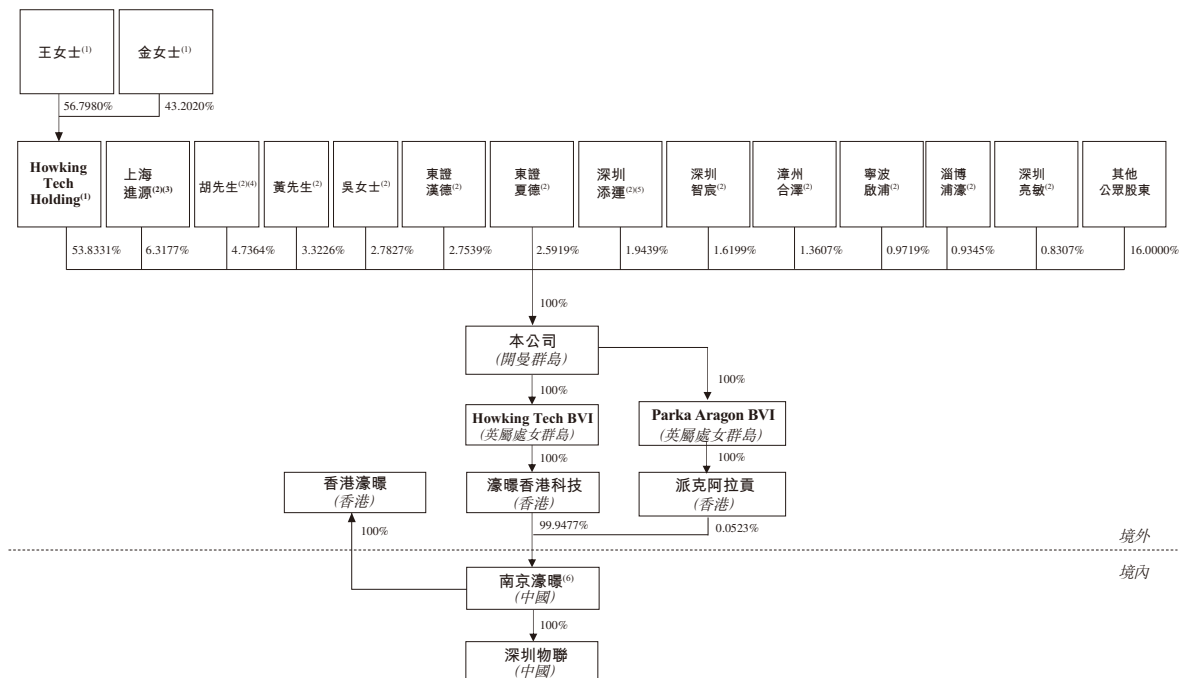 王女士(1)
金女士(1)
56.7980%
43.2020%
Howking
Tech
Holding(1)
上海
進源(2)(3)
胡先生(2)(4)
黃先生(2)
吳女士(2)
東證
漢德(2)
東證
夏德(2)
深圳
添運(2)(5)
深圳
智宸(2)
漳州
合澤(2)
寧波
啟浦(2)
淄博
浦濠(2)
深圳
亮敏(2)
其他
公眾股東
53.8331%
6.3177%
4.7364%
3.3226%
2.7827%
2.7539%
2.5919%
1.9439%
1.6199%
1.3607%
0.9719%
0.9345%
0.8307%
16.0000%
100%
本公司
(開曼群島)
100%
100%
Howking Tech BVI
(英屬處女群島)
Parka Aragon BVI
(英屬處女群島)
100%
100%
香港濠暻
(香港)
濠暻香港科技
(香港)
派克阿拉貢
(香港)
100%
99.9477%
0.0523%
境外
境內
南京濠暻(6)
(中國)
100%
深圳物聯
(中國)